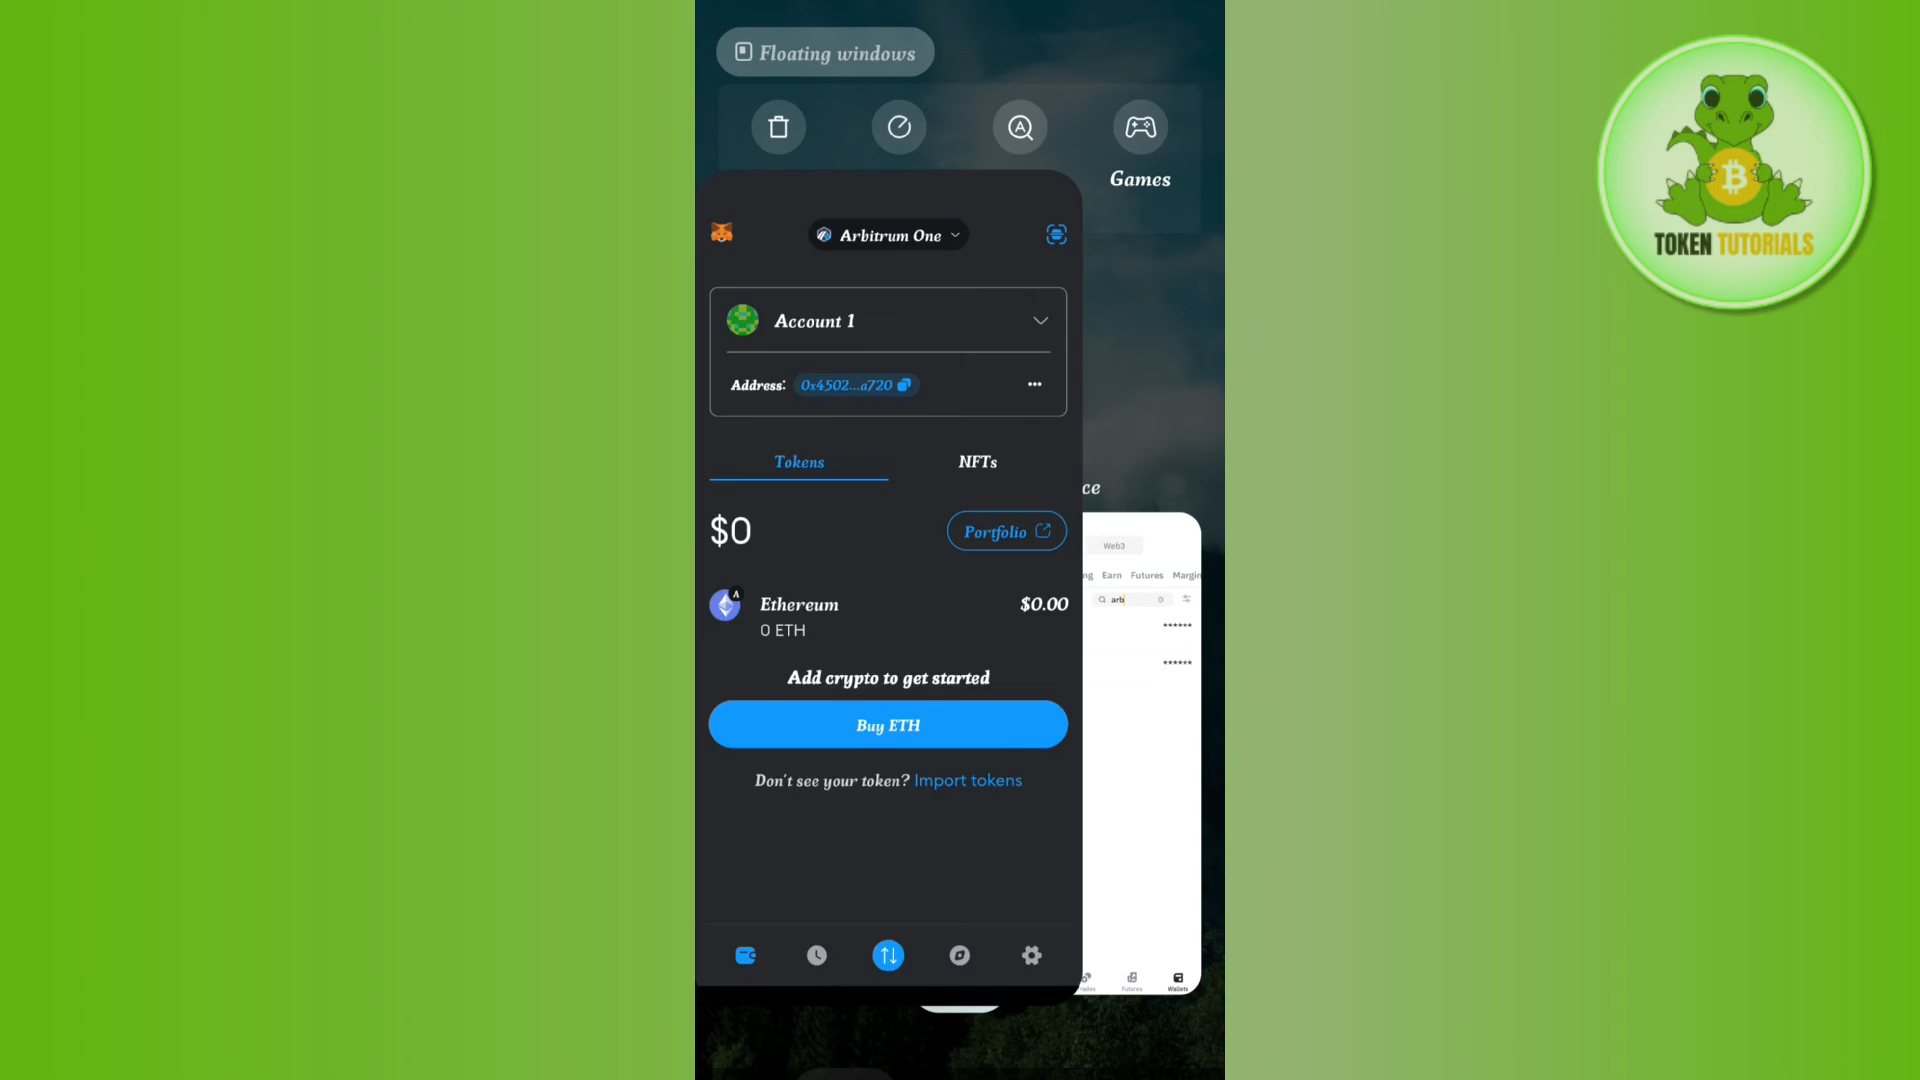 Floating windows
Games
TOKEN TUTORIALS
Arbitrum One
Account 1
Address: 0x4502...a720
Tokens
NFTs
ce
$0
Portfolio
Web3
ng Earn Futures Margin
arb
Ethereum
$0.00
0 ETH
******
******
Add crypto to get started
Buy ETH
Don't see your token? Import tokens
Futures
Wallets